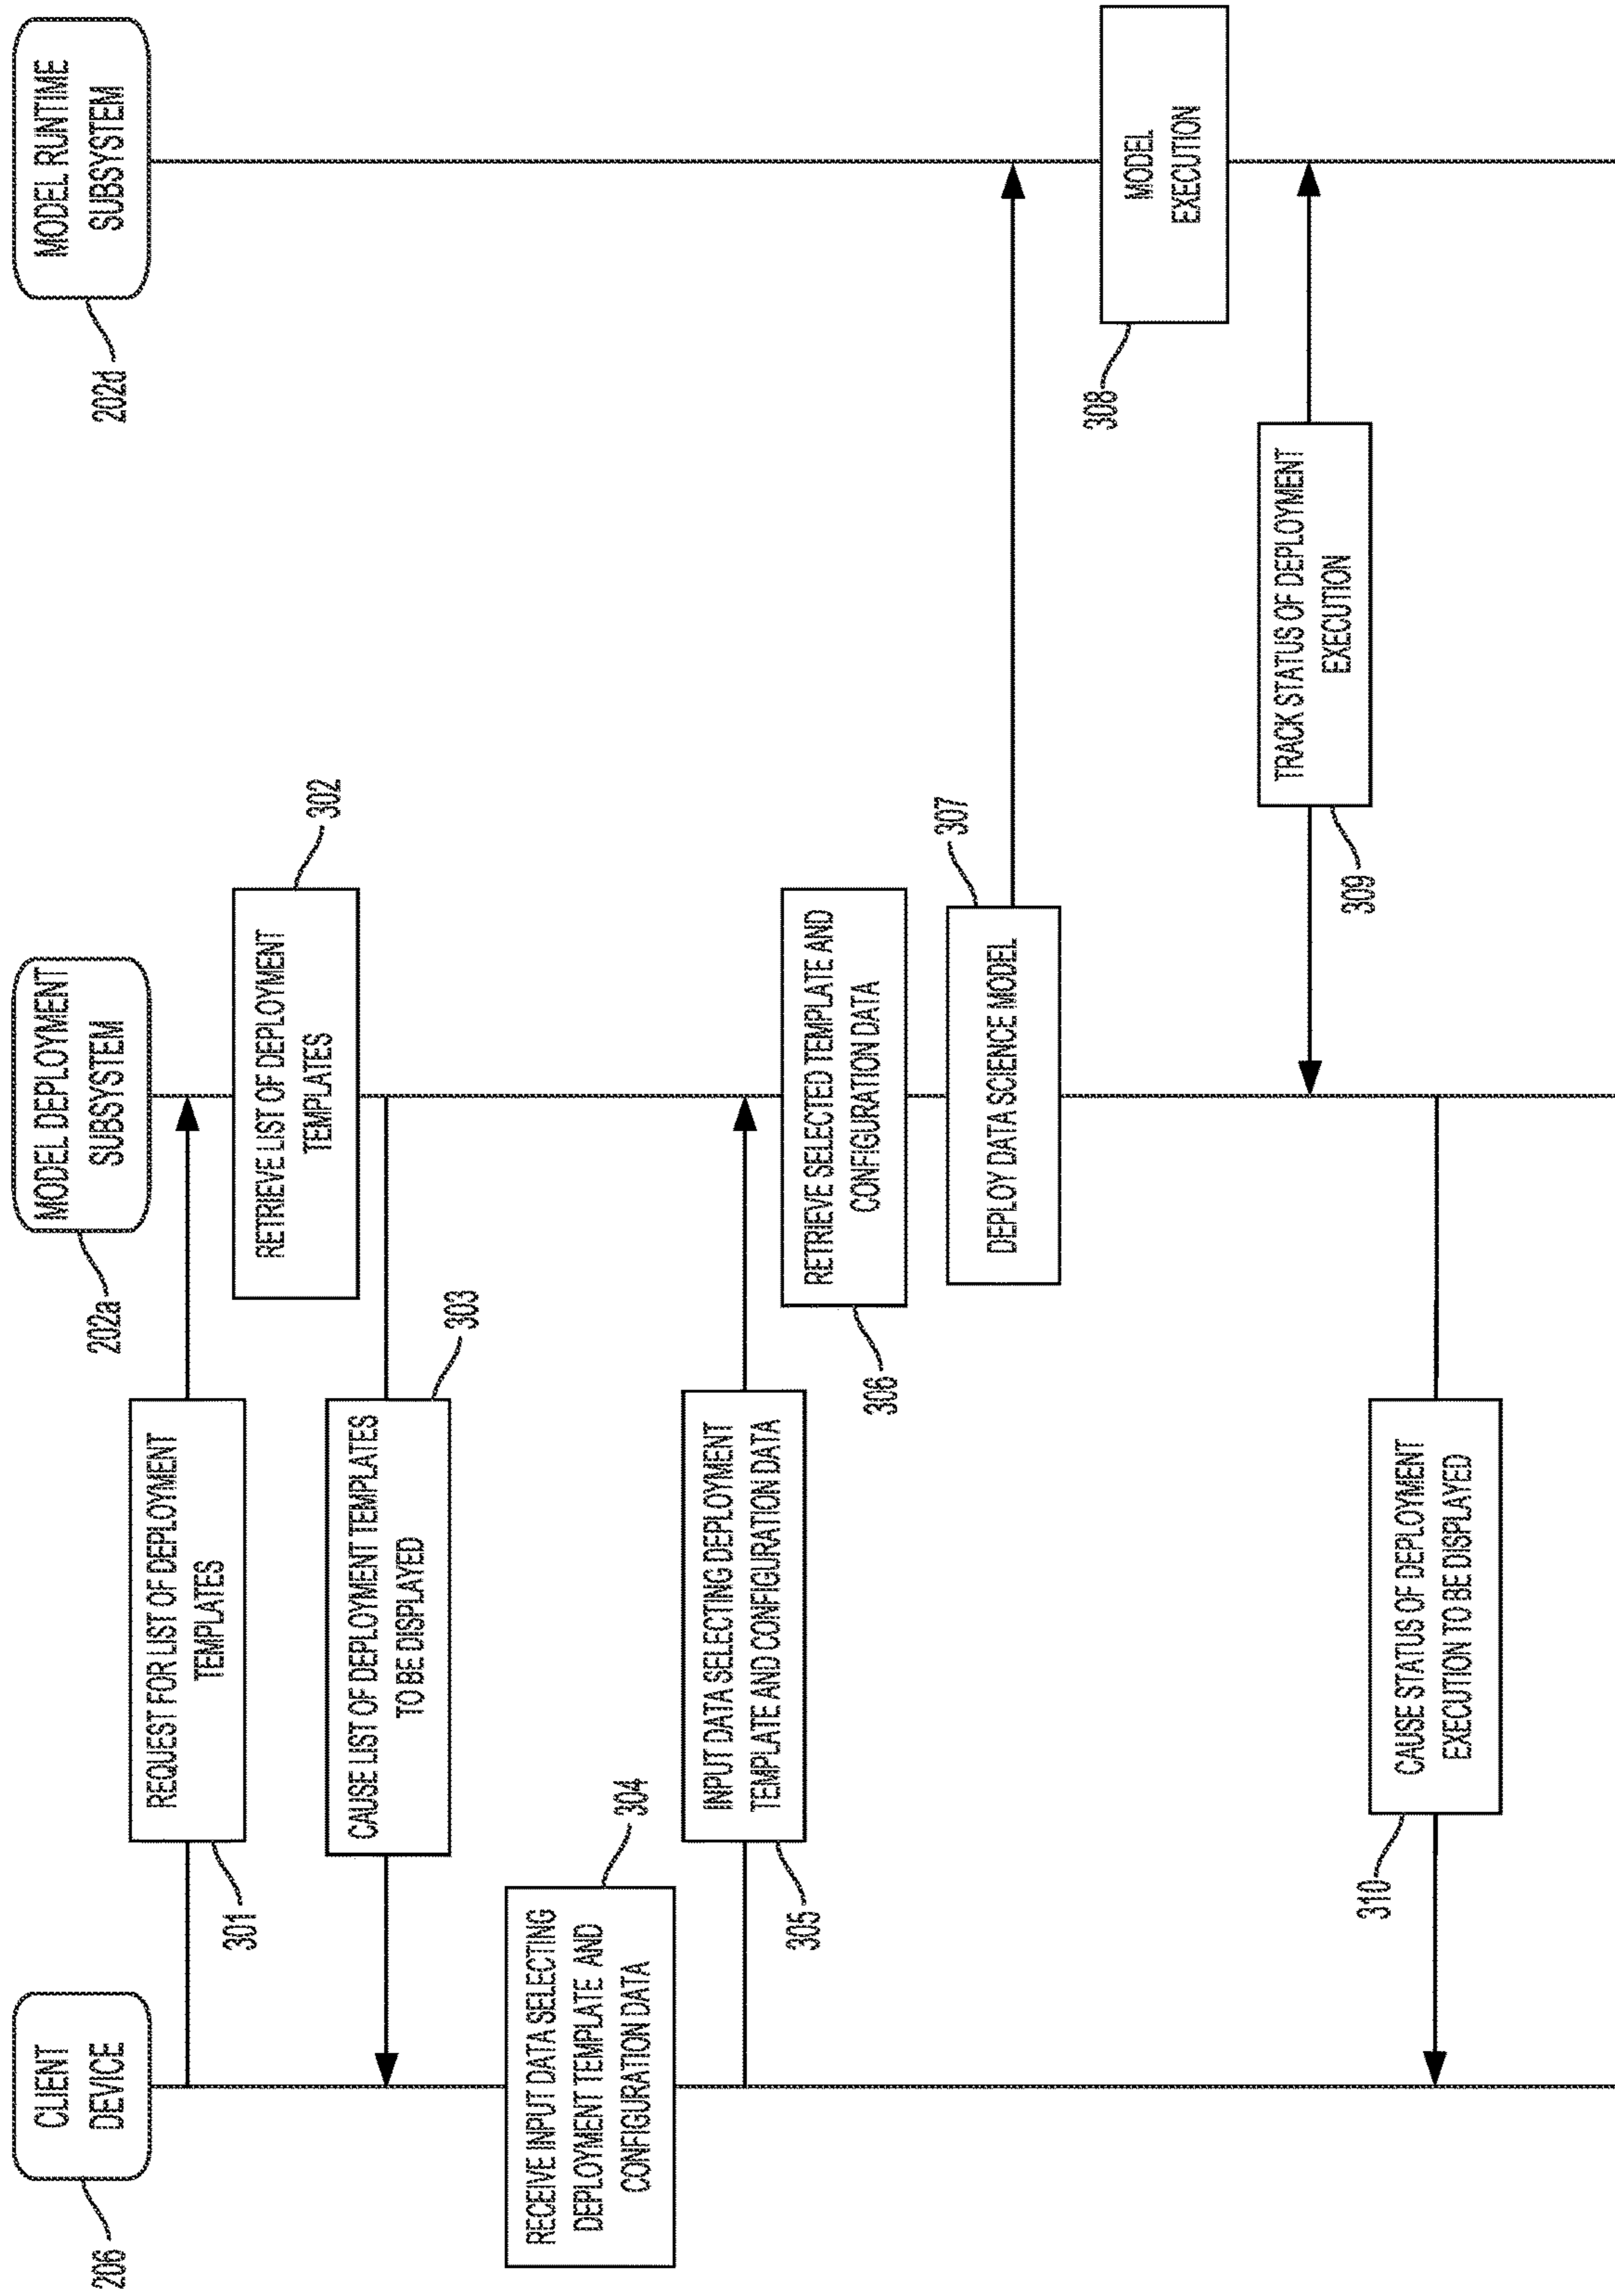 206
CLIENT
DEVICE
202a
MODEL DEPLOYMENT
SUBSYSTEM
202d
MODEL RUNTIME
SUBSYSTEM
301
REQUEST FOR LIST OF DEPLOYMENT
TEMPLATES
302
RETRIEVE LIST OF DEPLOYMENT
TEMPLATES
303
CAUSE LIST OF DEPLOYMENT TEMPLATES
TO BE DISPLAYED
304
RECEIVE INPUT DATA SELECTING
DEPLOYMENT TEMPLATE AND
CONFIGURATION DATA
305
INPUT DATA SELECTING DEPLOYMENT
TEMPLATE AND CONFIGURATION DATA
306
RETRIEVE SELECTED TEMPLATE AND
CONFIGURATION DATA
307
DEPLOY DATA SCIENCE MODEL
308
MODEL
EXECUTION
309
TRACK STATUS OF DEPLOYMENT
EXECUTION
310
CAUSE STATUS OF DEPLOYMENT
EXECUTION TO BE DISPLAYED